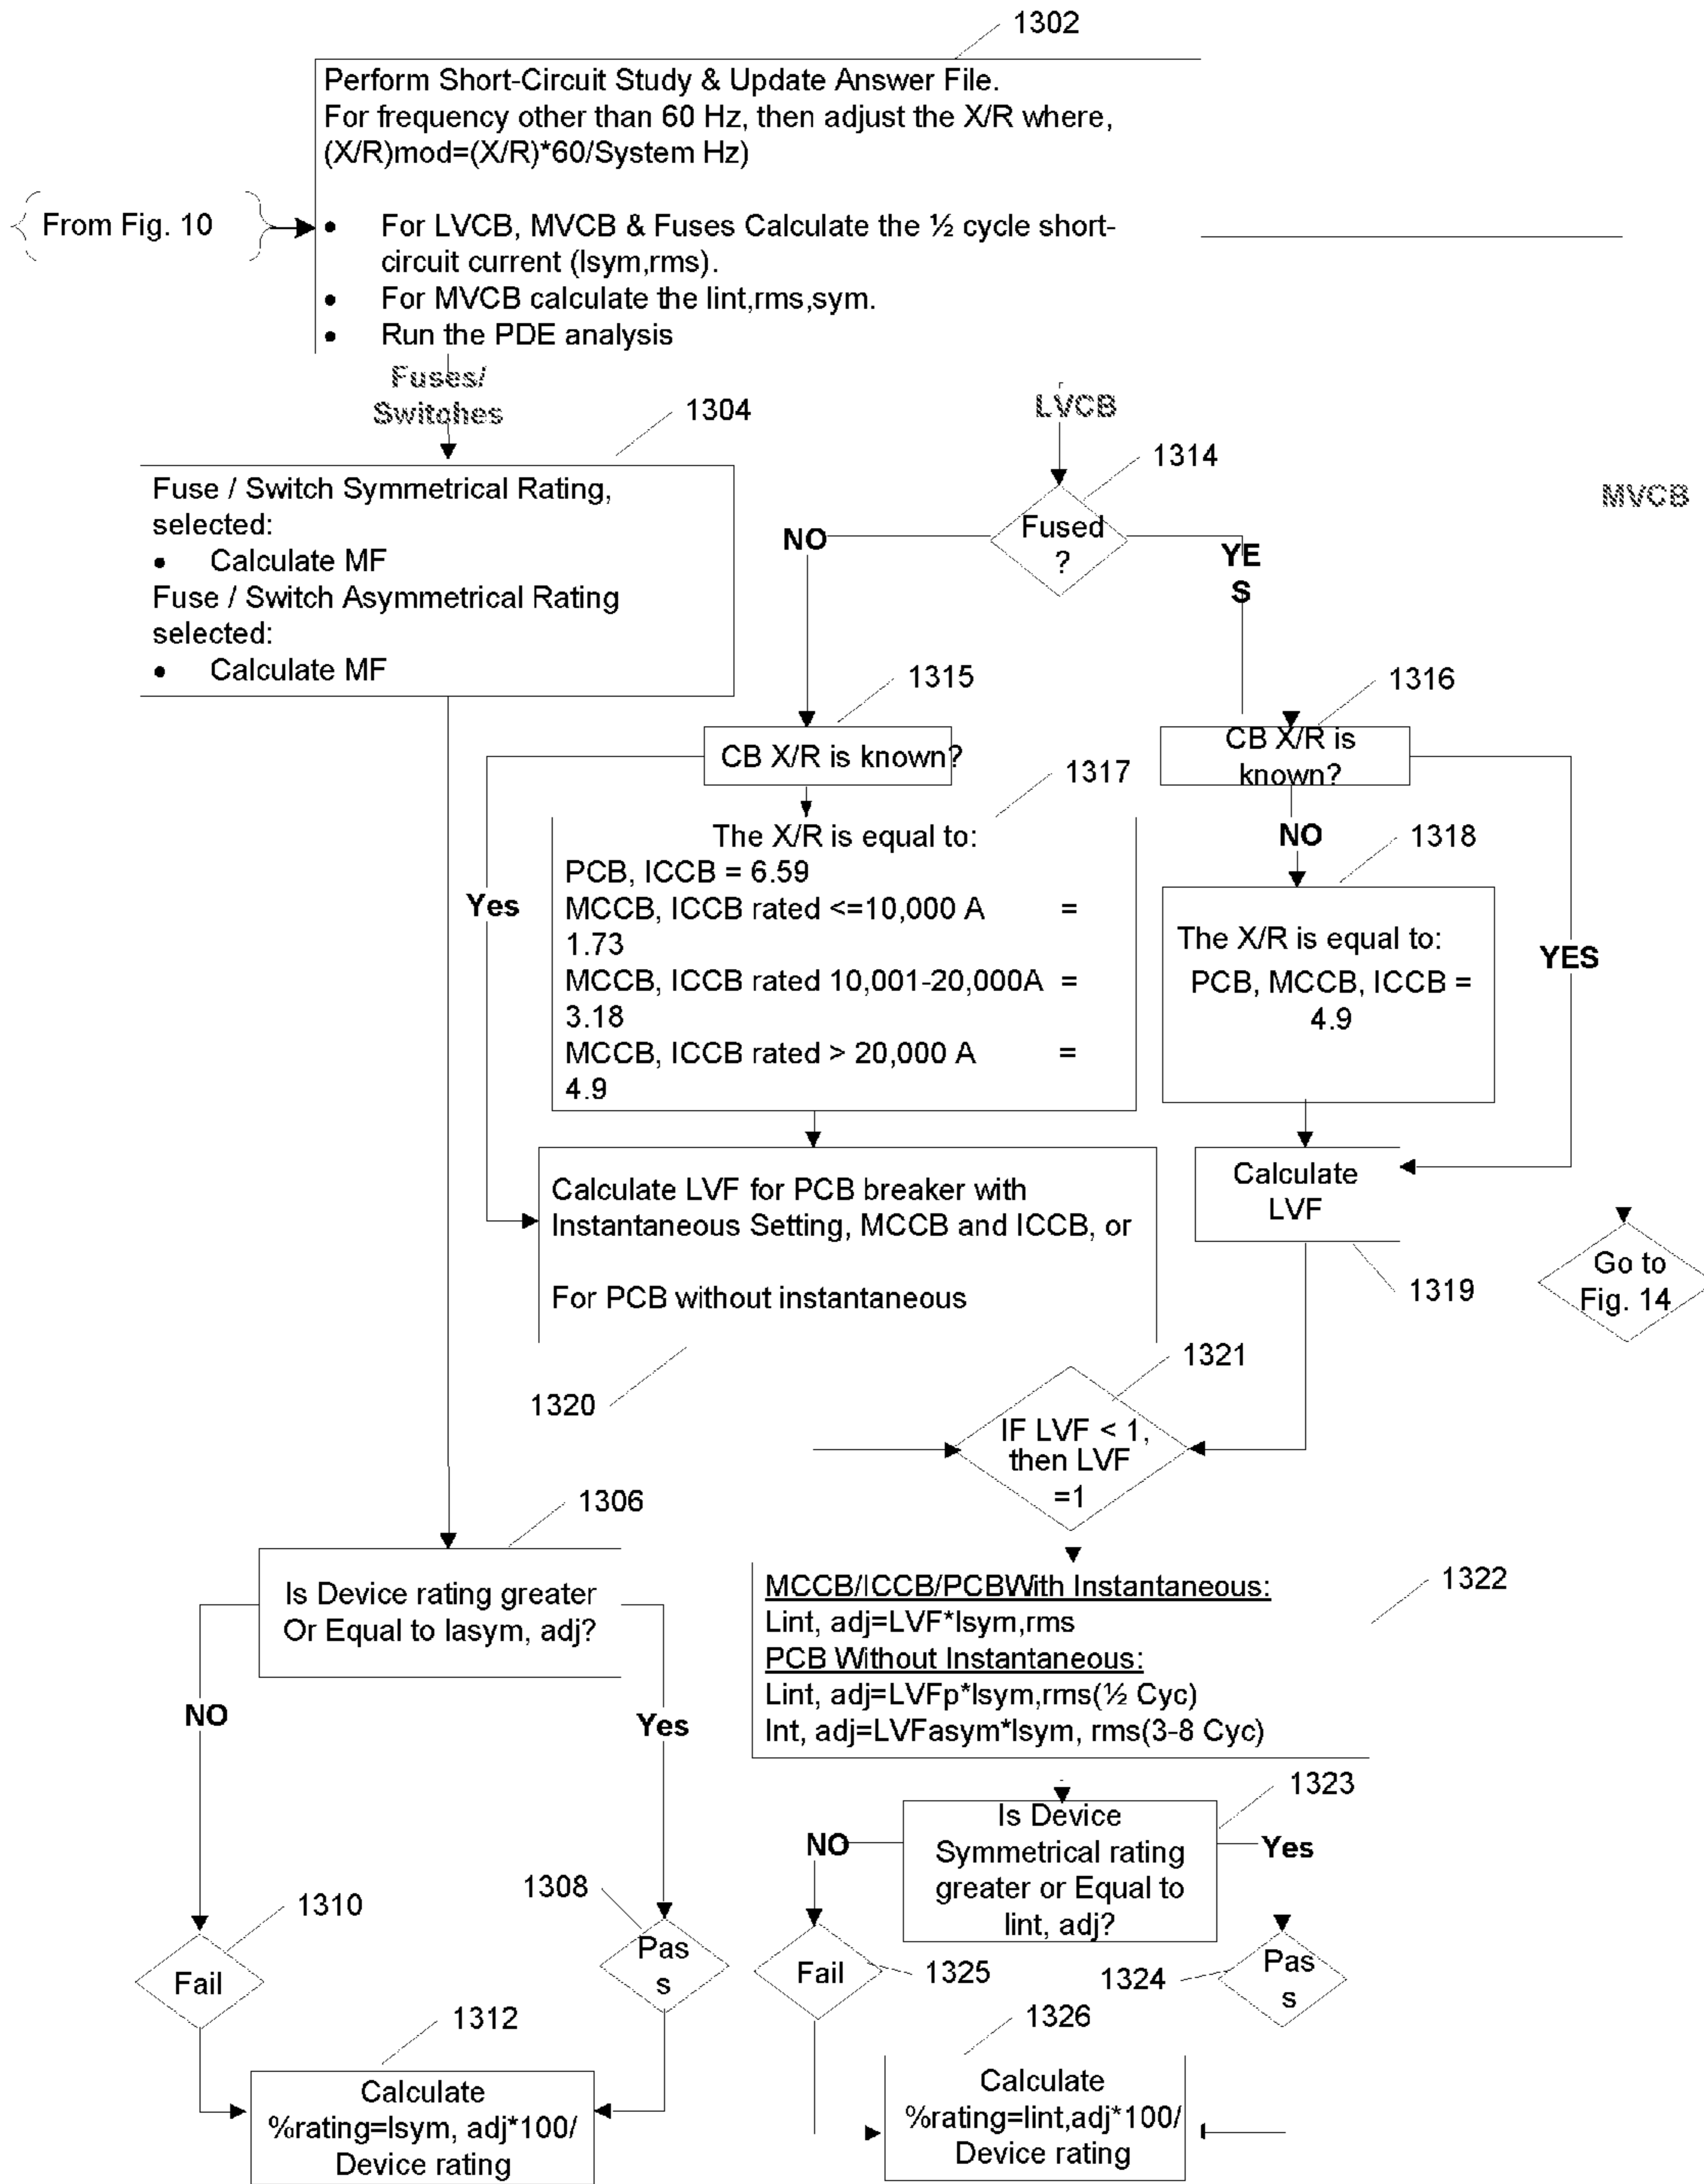 1302
Perform Short-Circuit Study & Update Answer File.
For frequency other than 60 Hz, then adjust the X/R where,
(X/R)mod=(X/R)*60/System Hz)
From Fig. 10
• For LVCB, MVCB & Fuses Calculate the ½ cycle short-
circuit current (Isym,rms).
• For MVCB calculate the Iint,rms,sym.
• Run the PDE analysis
Fuses/
Switches
1304
Fuse / Switch Symmetrical Rating,
selected:
• Calculate MF
Fuse / Switch Asymmetrical Rating
selected:
• Calculate MF
LVCB
1314
Fused
?
NO
YE
S
MVCB
1315
CB X/R is known?
1316
CB X/R is
known?
Yes
1317
The X/R is equal to:
PCB, ICCB = 6.59
MCCB, ICCB rated <=10,000 A =
1.73
MCCB, ICCB rated 10,001-20,000A =
3.18
MCCB, ICCB rated > 20,000 A =
4.9
NO
1318
The X/R is equal to:
PCB, MCCB, ICCB =
4.9
YES
Calculate LVF for PCB breaker with
Instantaneous Setting, MCCB and ICCB, or
For PCB without instantaneous
1320
Calculate
LVF
1319
Go to
Fig. 14
1321
IF LVF < 1,
then LVF
=1
1306
Is Device rating greater
Or Equal to Iasym, adj?
NO
Yes
1322
MCCB/ICCB/PCBWith Instantaneous:
Lint, adj=LVF*Isym,rms
PCB Without Instantaneous:
Lint, adj=LVFp*Isym,rms(½ Cyc)
Int, adj=LVFasym*Isym, rms(3-8 Cyc)
1323
Is Device
Symmetrical rating
greater or Equal to
Iint, adj?
NO
Yes
1310
Fail
1308
Pas
s
Fail
1325
1324
Pas
s
1312
Calculate
%rating=Isym, adj*100/
Device rating
1326
Calculate
%rating=Iint,adj*100/
Device rating